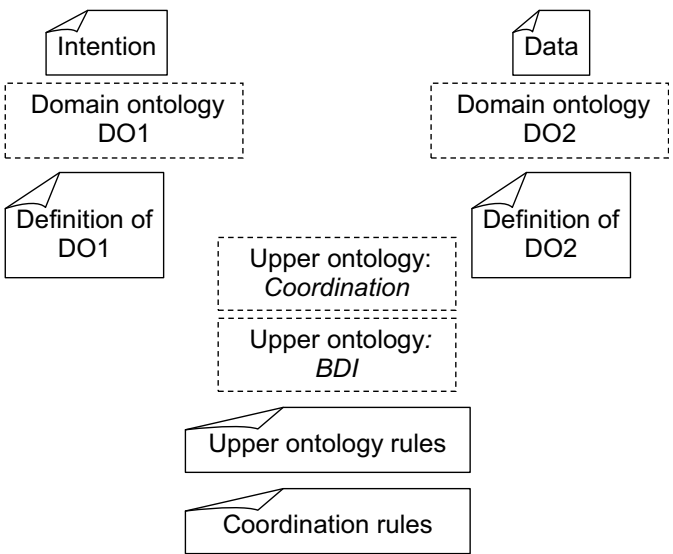 Intention
Data
Domain ontology
DO1
Domain ontology
DO2
Definition of
DO1
Definition of
DO2
Upper ontology:
Coordination
Upper ontology:
BDI
Upper ontology rules
Coordination rules